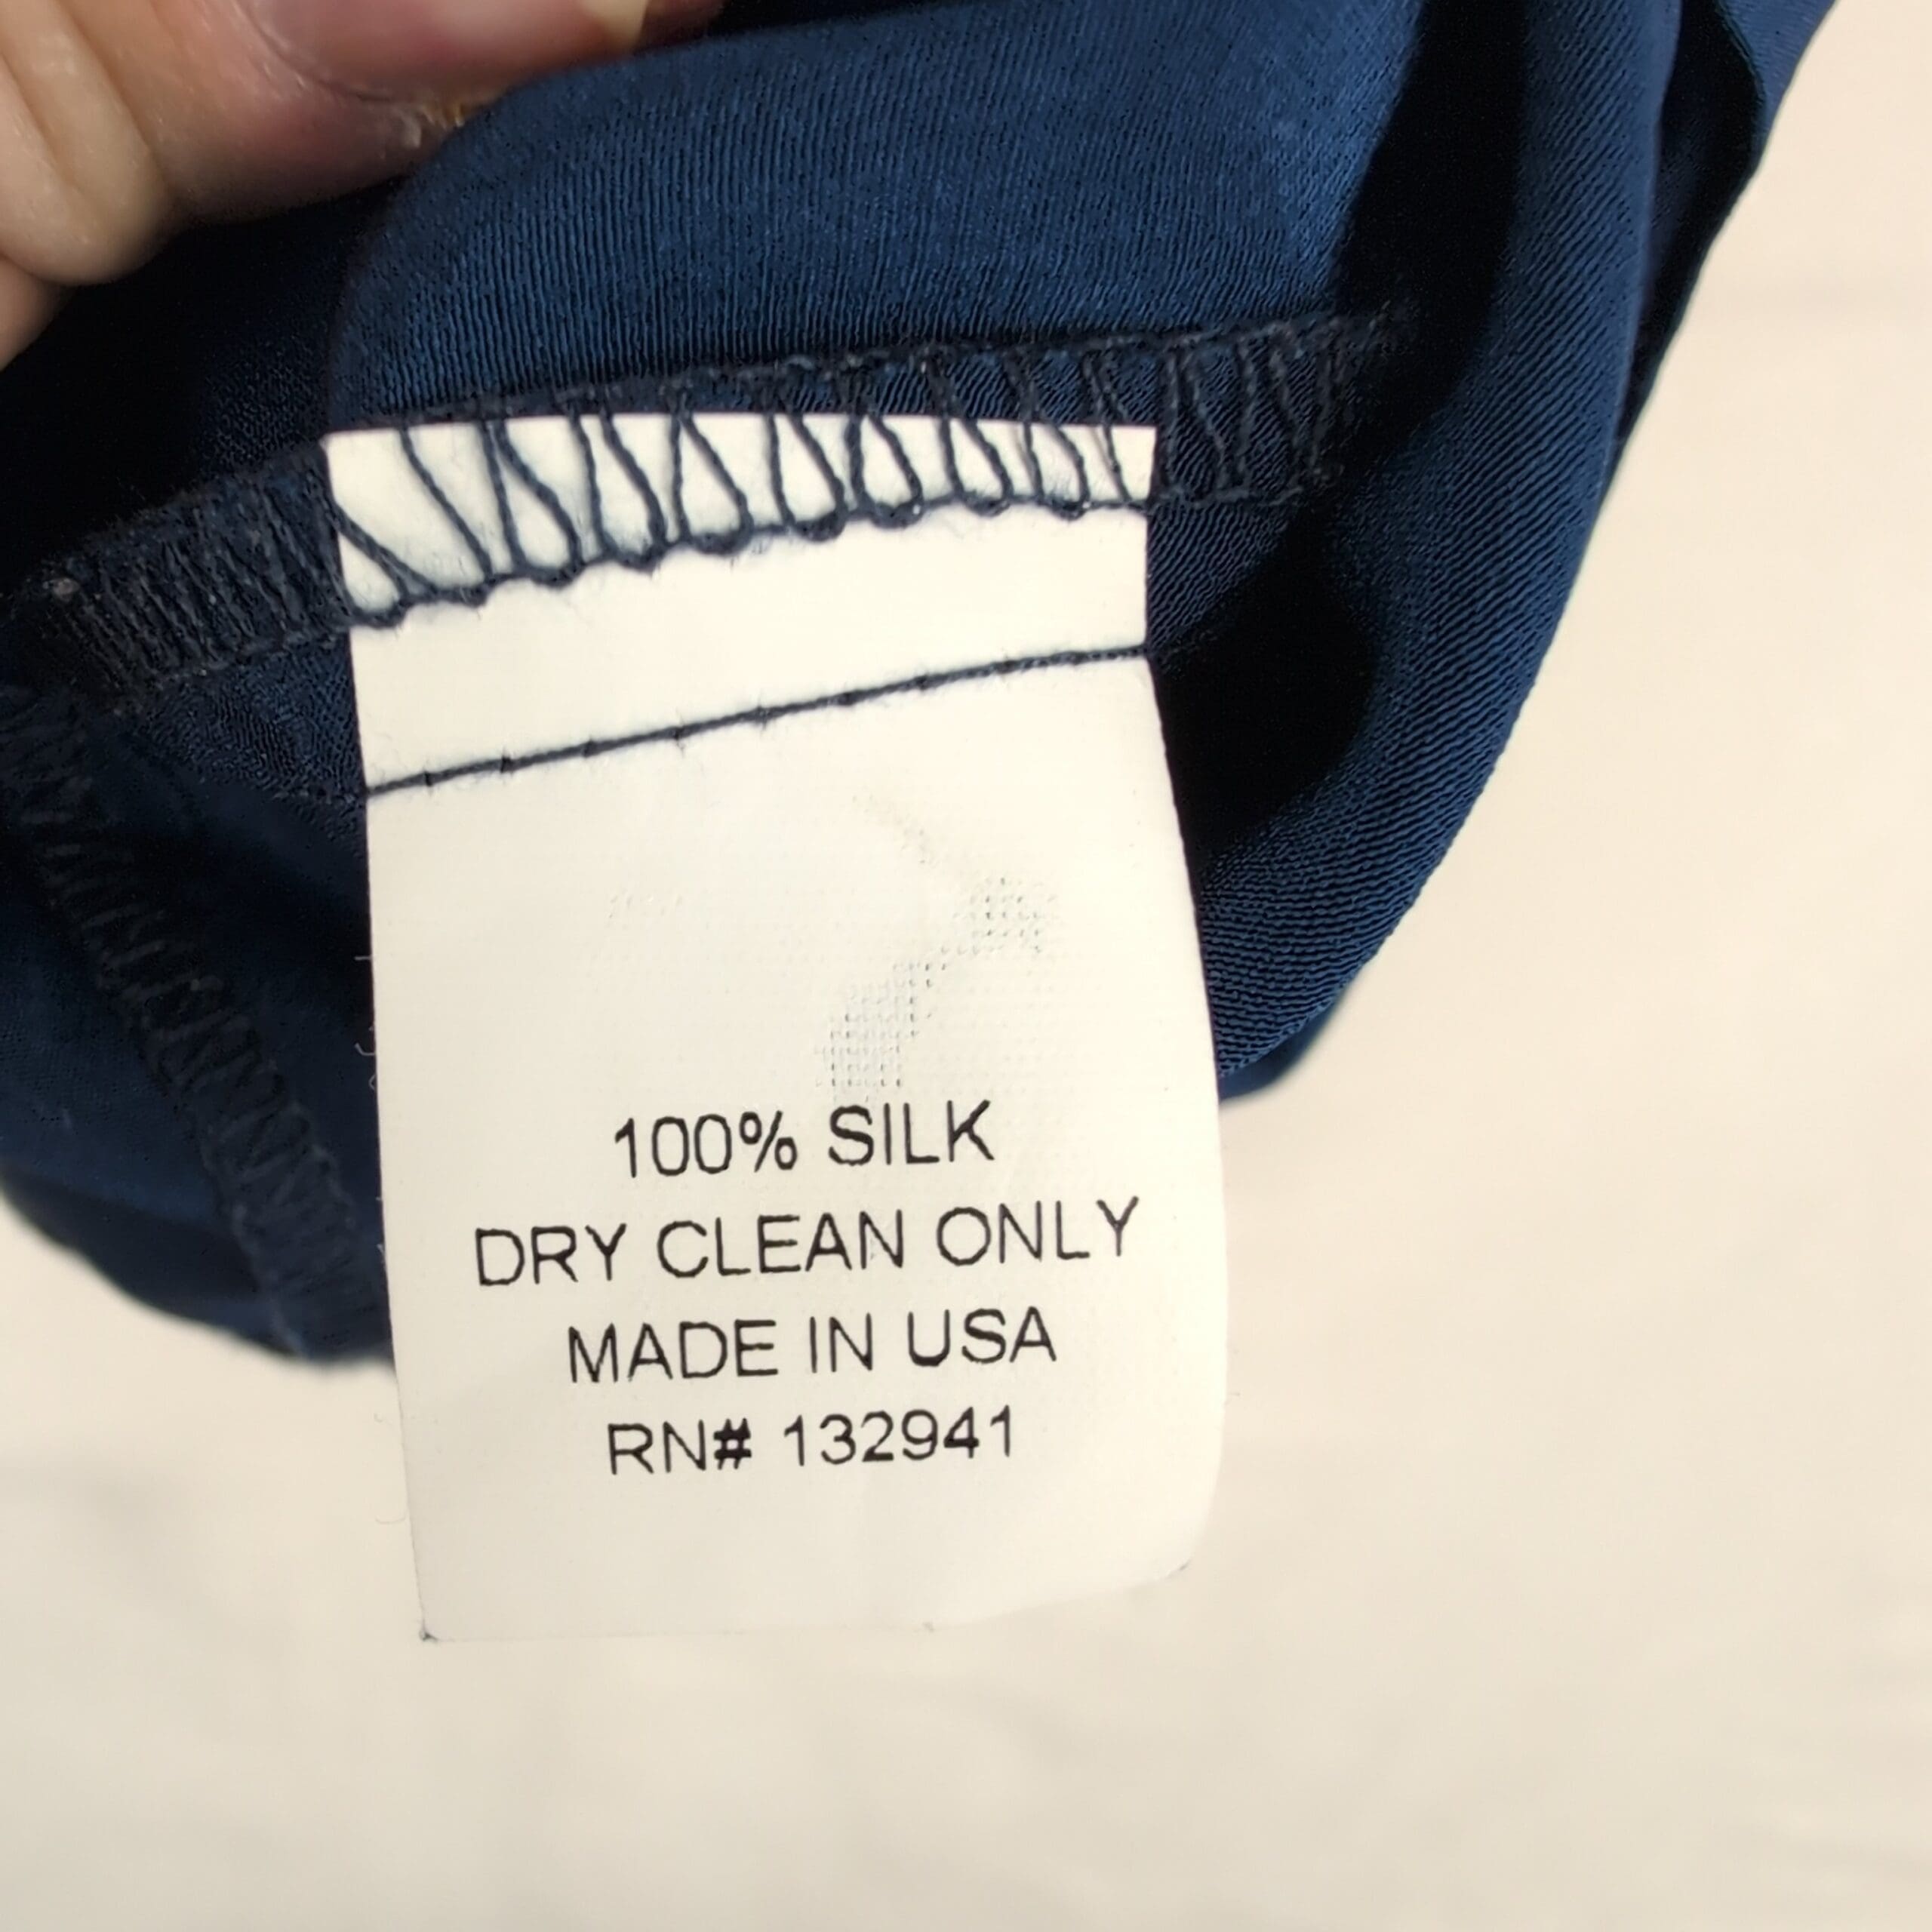 100% SILK
DRY CLEAN ONLY
MADE IN USA
RN# 132941